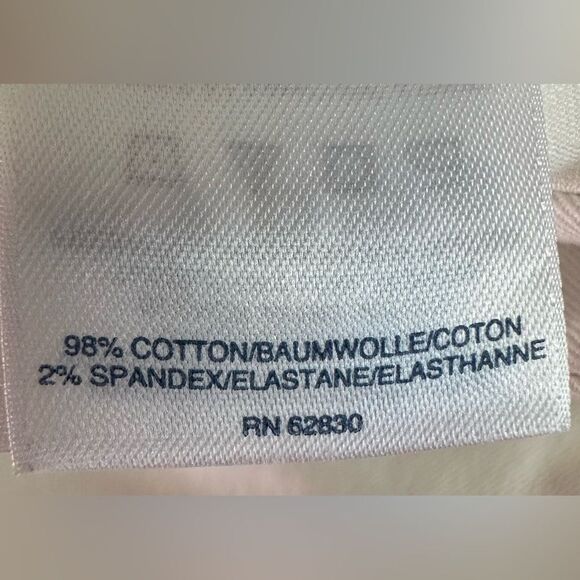 98% COTTON/BAUMWOLLE/COTON
2% SPANDEX/ELASTANE/ELASTHANNE
RN 62830